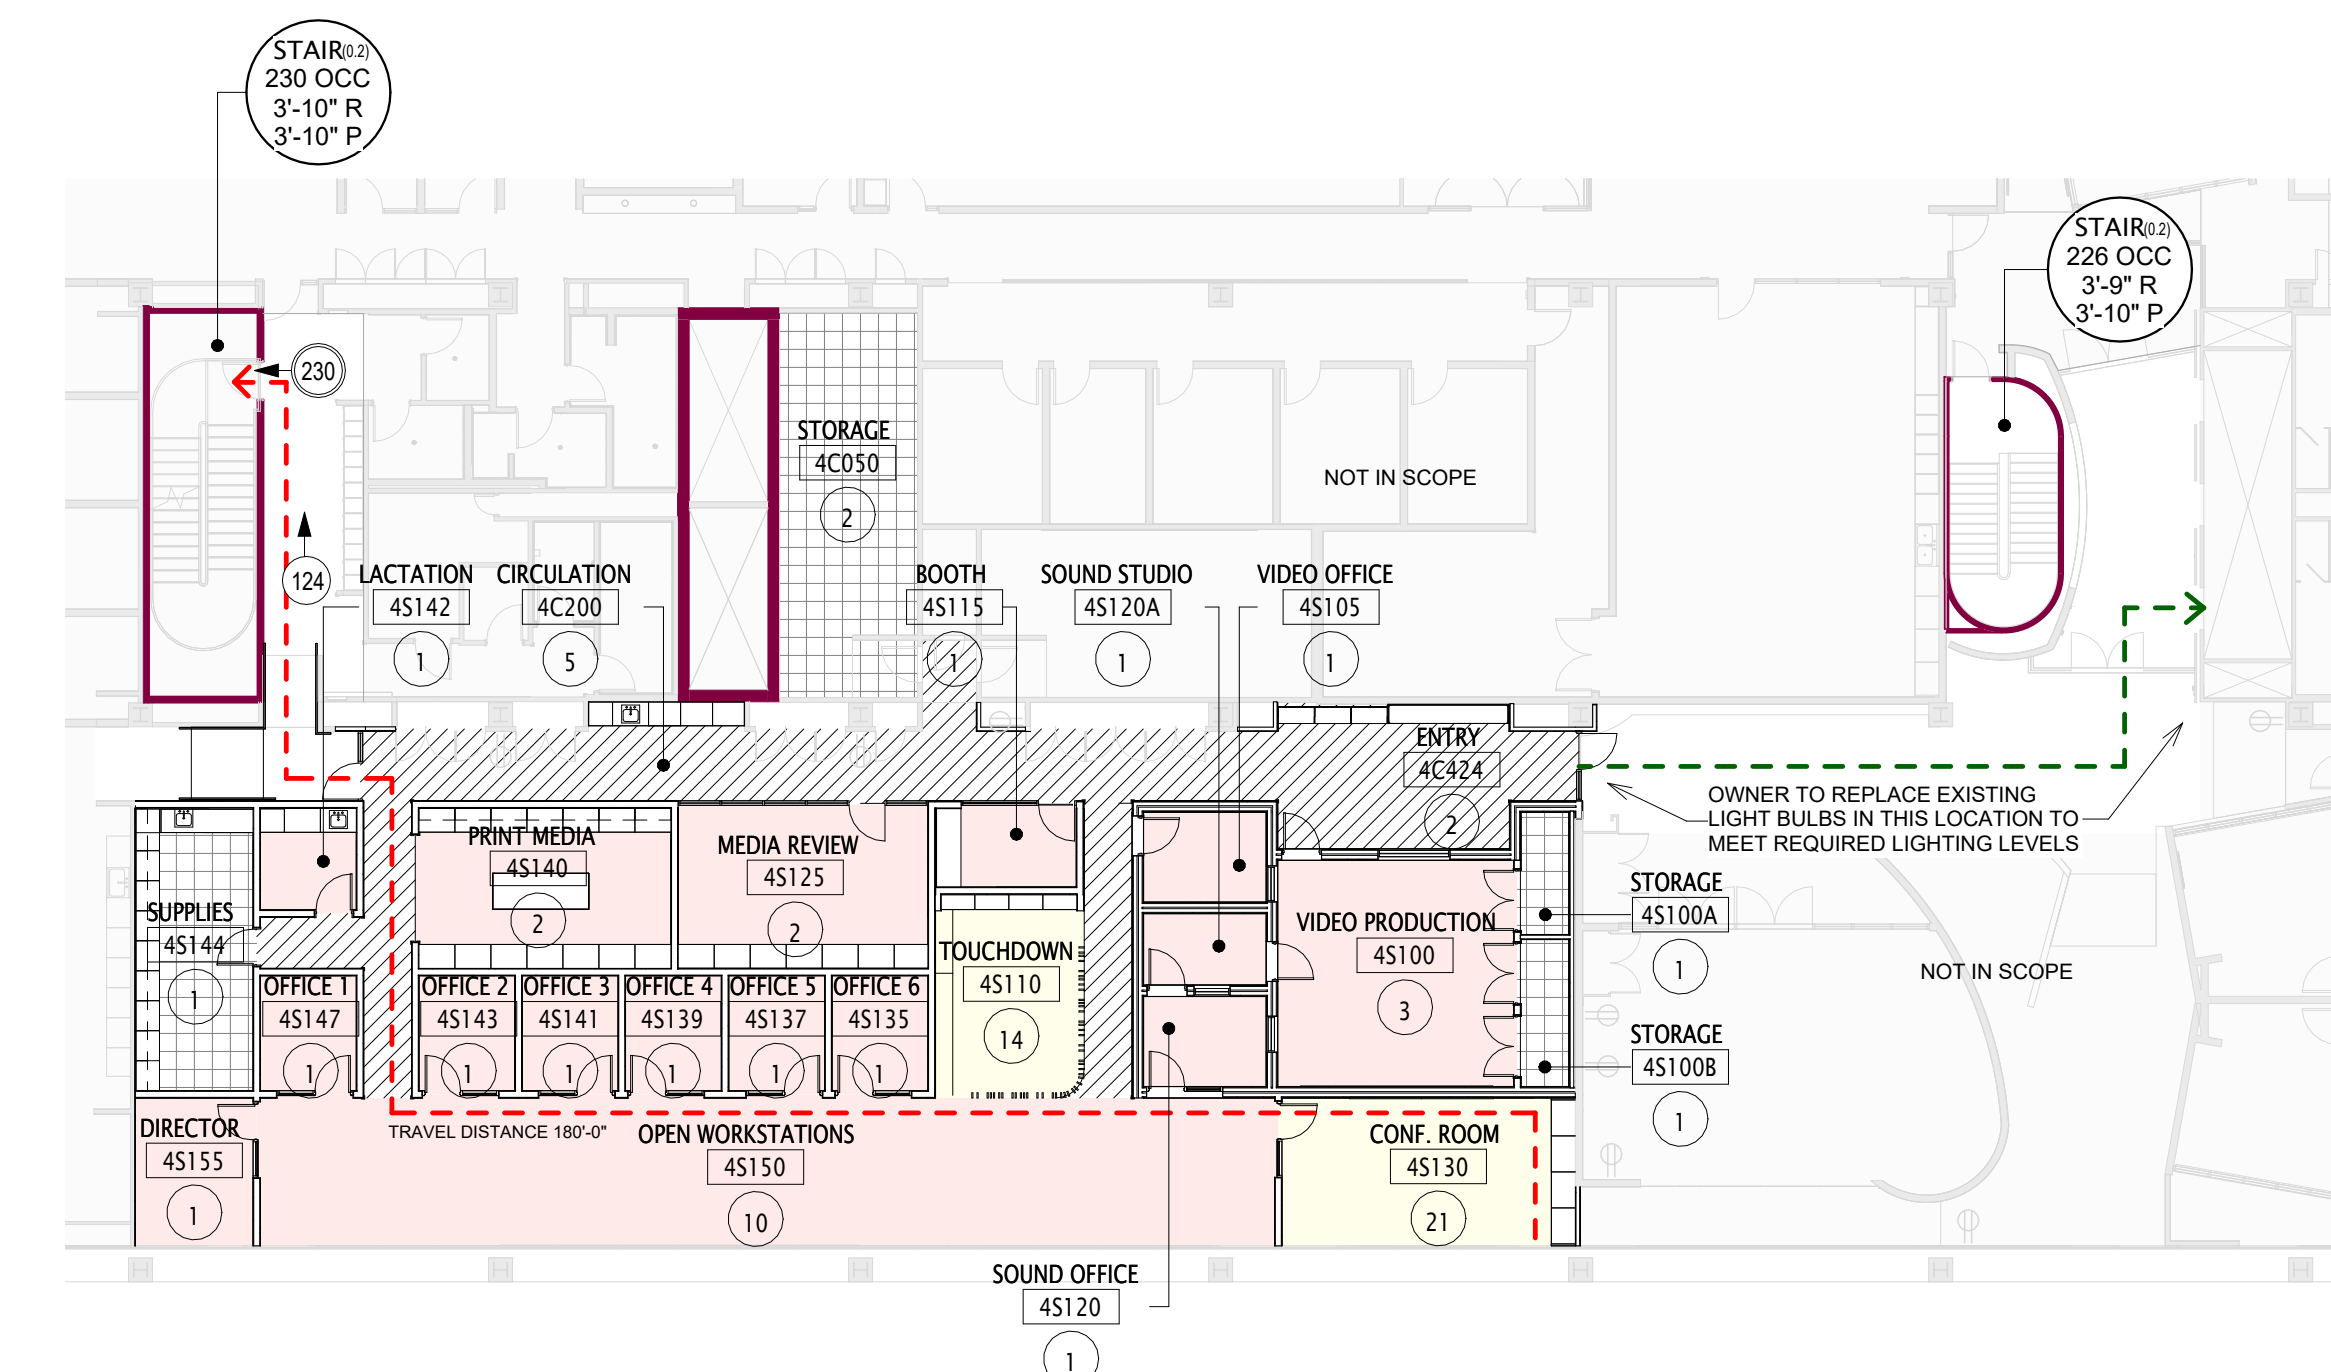 STAIR(0.2)
230 OCC
3'-10" R
3'-10" P
STAIR(0.2)
226 OCC
3'-9" R
3'-10" P
230
124
STORAGE
4C050
2
NOT IN SCOPE
LACTATION
4S142
1
CIRCULATION
4C200
5
BOOTH
4S115
1
SOUND STUDIO
4S120A
1
VIDEO OFFICE
4S105
1
ENTRY
4C424
2
OWNER TO REPLACE EXISTING
LIGHT BULBS IN THIS LOCATION TO
MEET REQUIRED LIGHTING LEVELS
PRINT MEDIA
4S140
2
MEDIA REVIEW
4S125
2
SUPPLIES
4S144
1
TOUCHDOWN
4S110
14
VIDEO PRODUCTION
4S100
3
STORAGE
4S100A
1
NOT IN SCOPE
OFFICE 1
4S147
1
OFFICE 2
4S143
1
OFFICE 3
4S141
1
OFFICE 4
4S139
1
OFFICE 5
4S137
1
OFFICE 6
4S135
1
STORAGE
4S100B
1
DIRECTOR
4S155
1
TRAVEL DISTANCE 180'-0"
OPEN WORKSTATIONS
4S150
10
CONF. ROOM
4S130
21
SOUND OFFICE
4S120
1